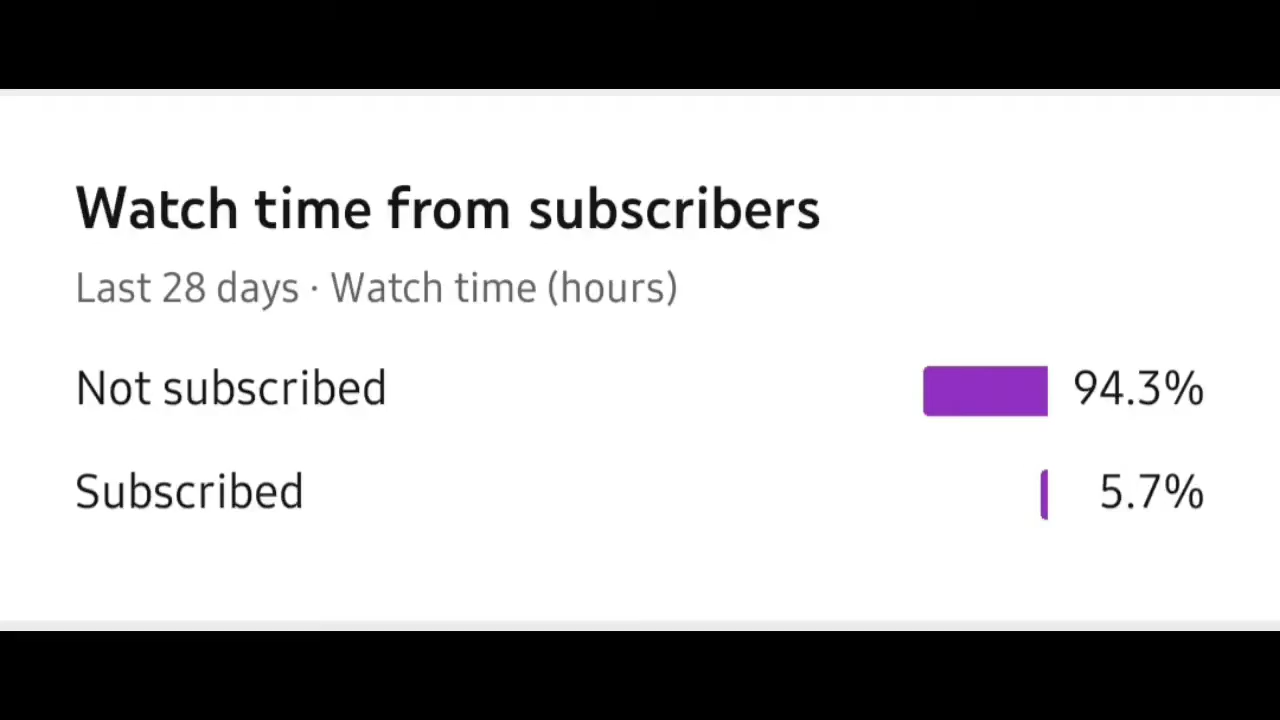 Watch time from subscribers
Last 28 days · Watch time (hours)
Not subscribed 94.3%
Subscribed 5.7%